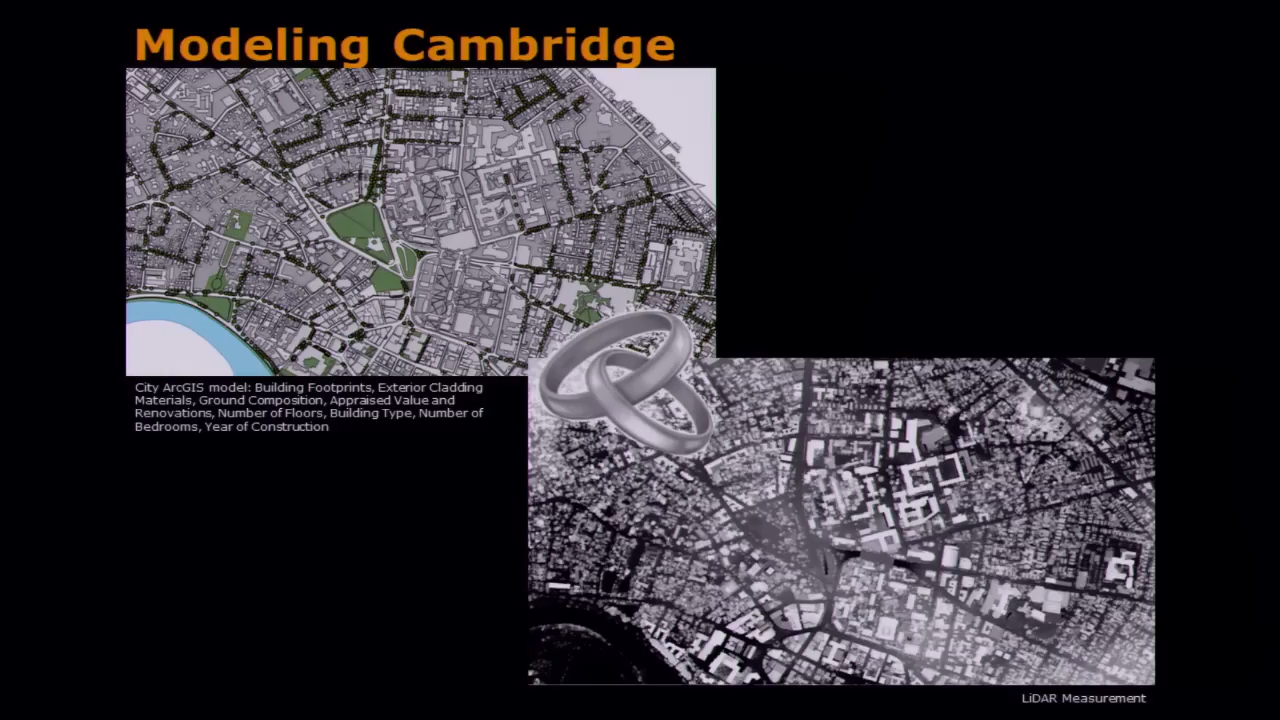 Modeling Cambridge
City ArcGIS model: Building Footprints, Exterior Cladding
Materials, Ground Composition, Appraised Value and
Renovations, Number of Floors, Building Type, Number of
Bedrooms, Year of Construction
LiDAR Measurement